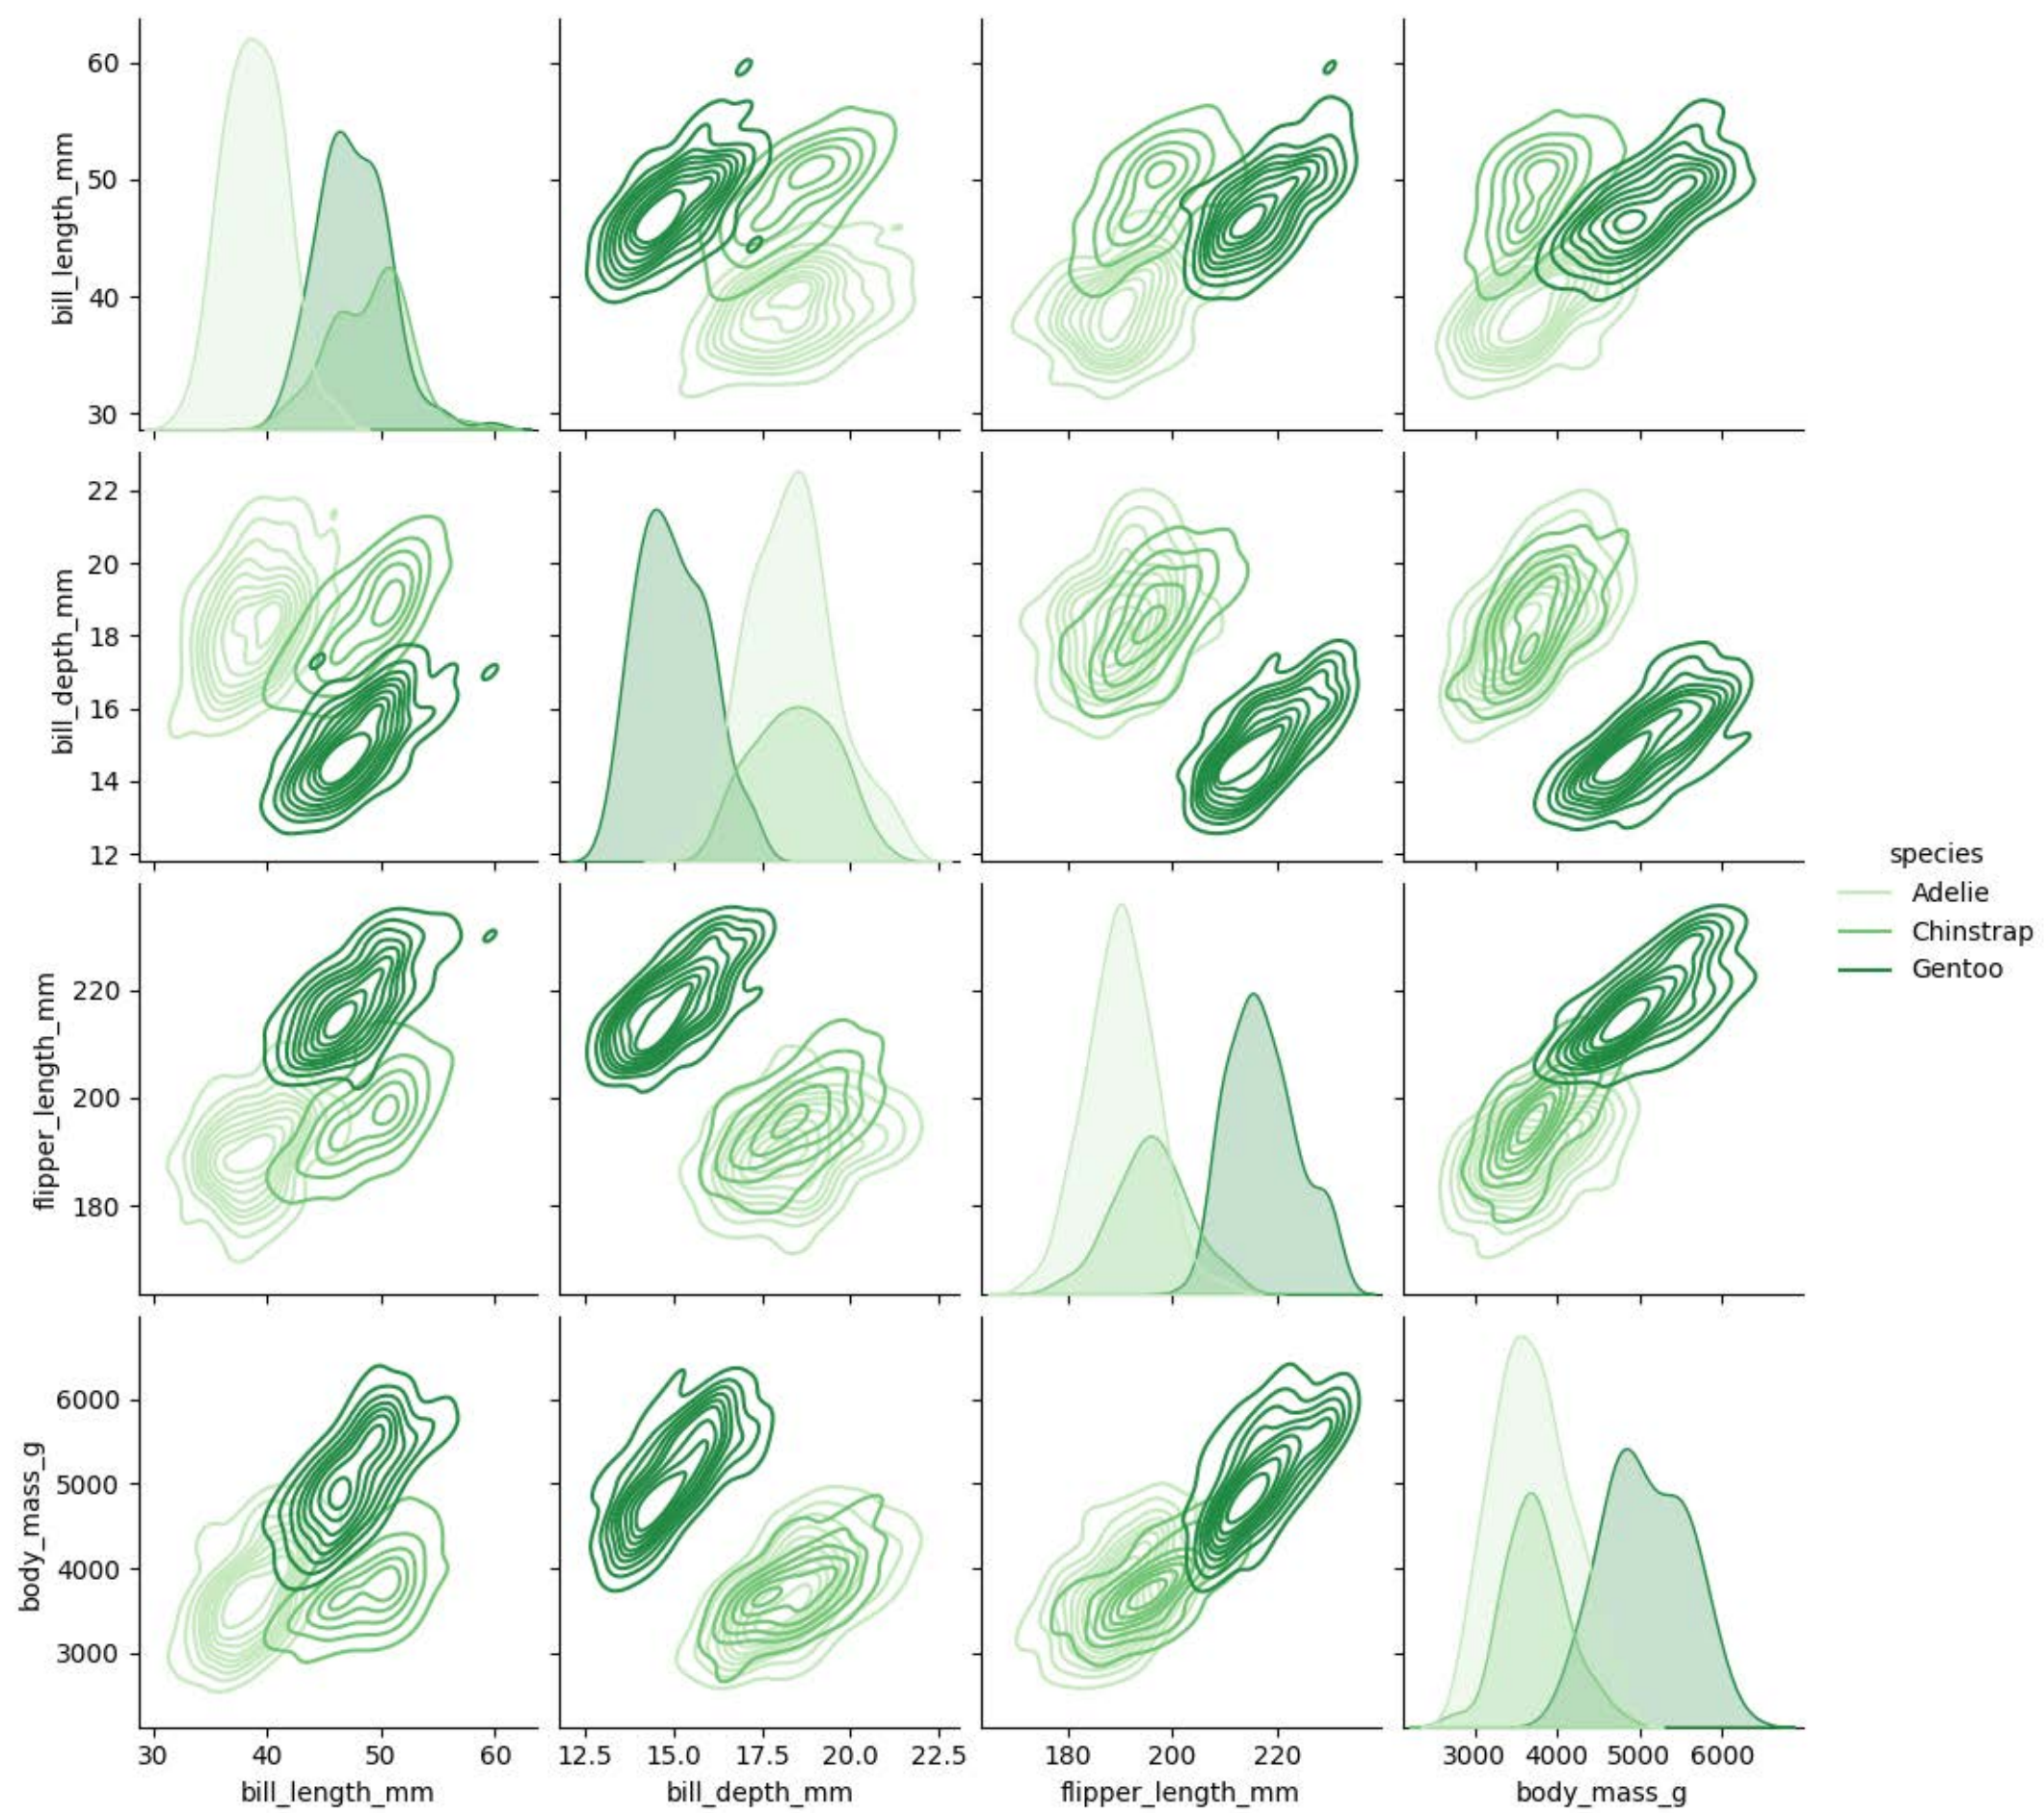 60
50
40
30
bill_length_mm
22
20
18
16
14
12
bill_depth_mm
species
Adelie
Chinstrap
Gentoo
220
200
180
flipper_length_mm
6000
5000
4000
3000
body_mass_g
30 40 50 60
12.5 15.0 17.5 20.0 22.5
180 200 220
3000 4000 5000 6000
bill_length_mm
bill_depth_mm
flipper_length_mm
body_mass_g